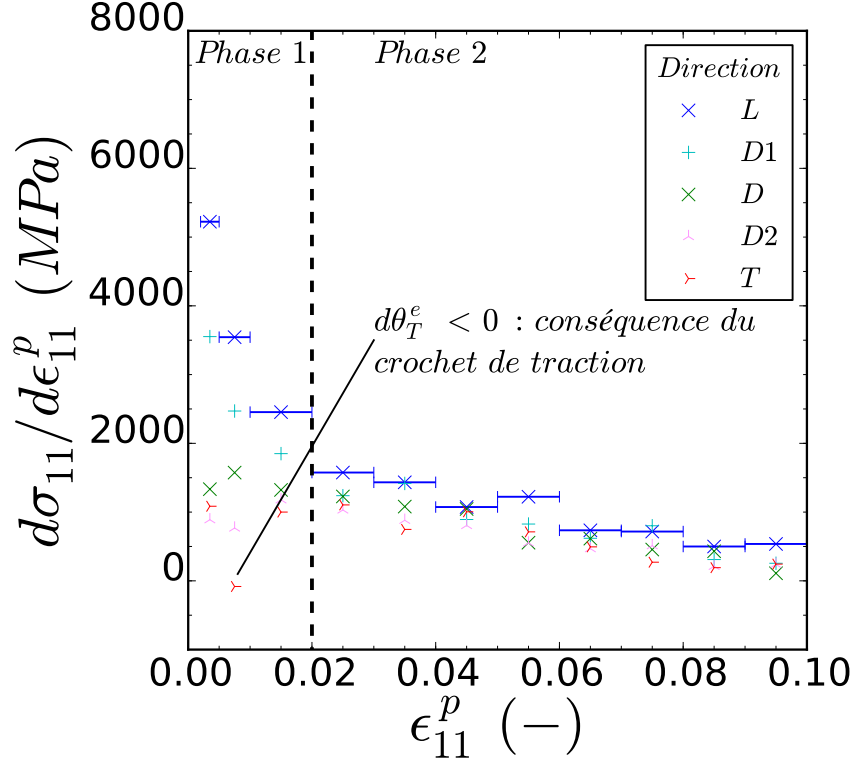 8000
6000
4000
2000
0
dσ₁₁/dϵ₁₁ᵖ (MPa)
Phase 1
Phase 2
Direction
L
D1
D
D2
T
dθ_T^e < 0 : conséquence du
crochet de traction
0.00 0.02 0.04 0.06 0.08 0.10
ϵ₁₁ᵖ (−)